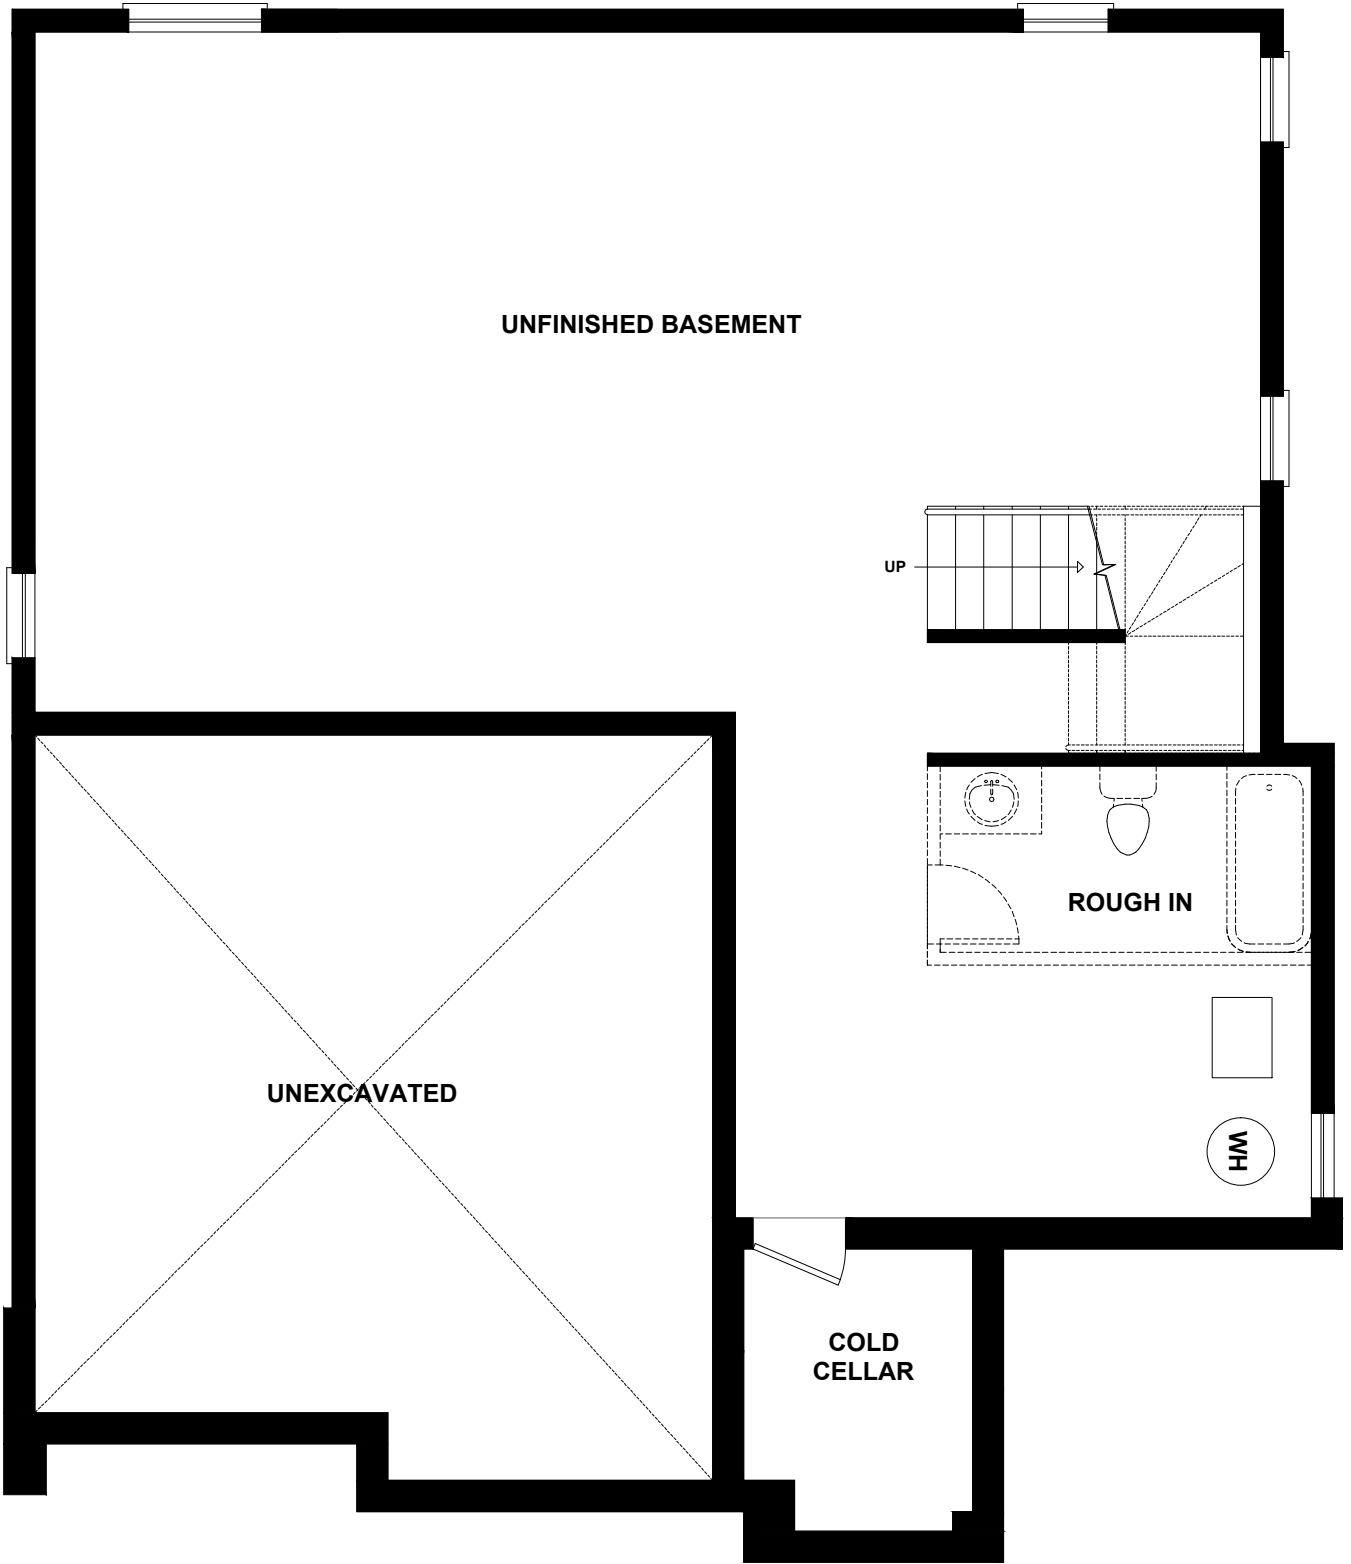 UNFINISHED BASEMENT
UP
ROUGH IN
UNEXCAVATED
WH
COLD
CELLAR